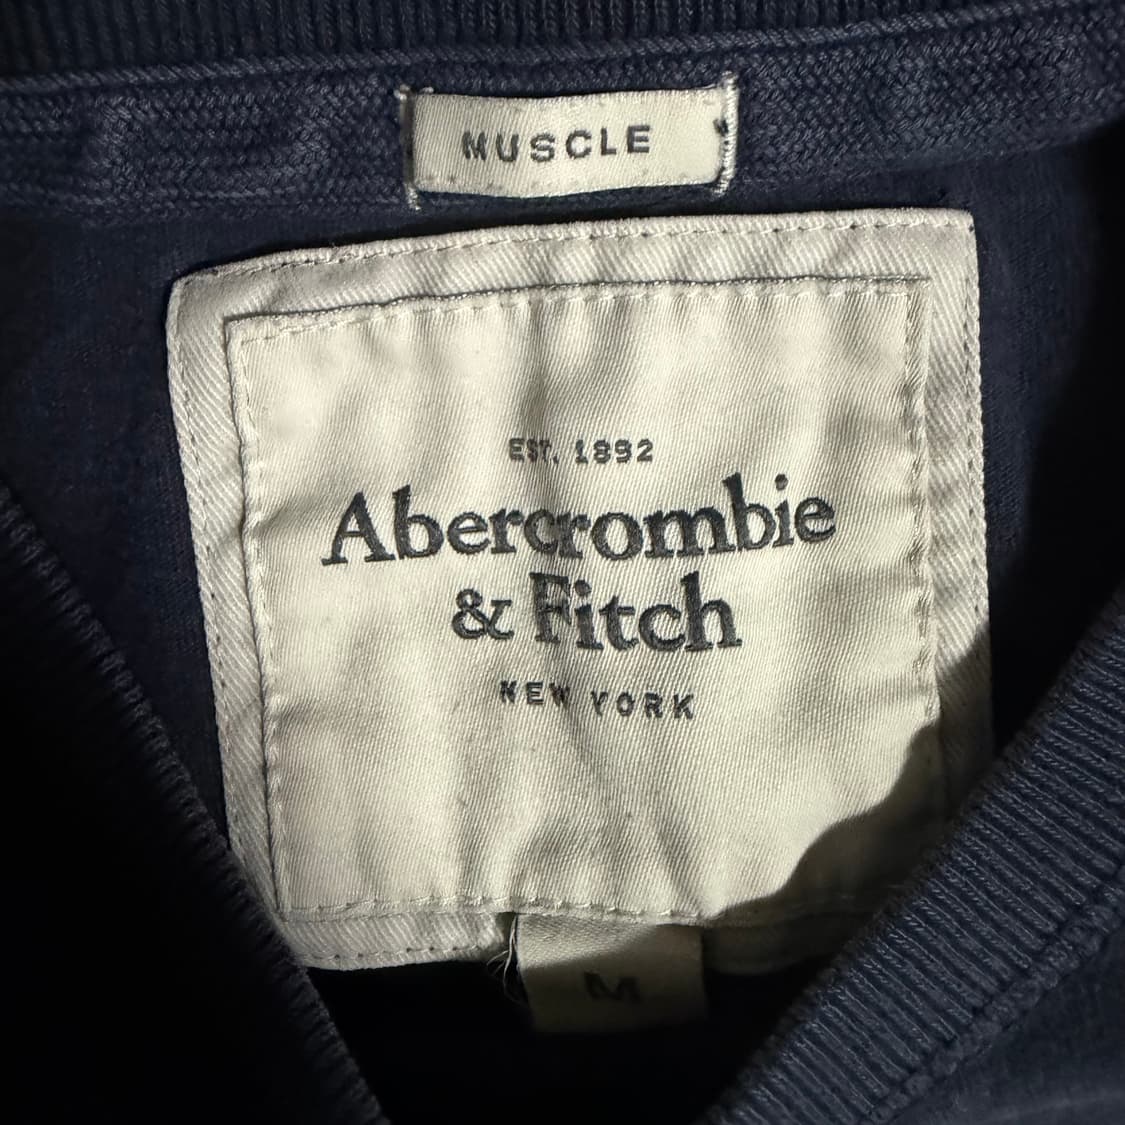 MUSCLE
EST. 1892
Abercrombie
& Fitch
NEW YORK
M